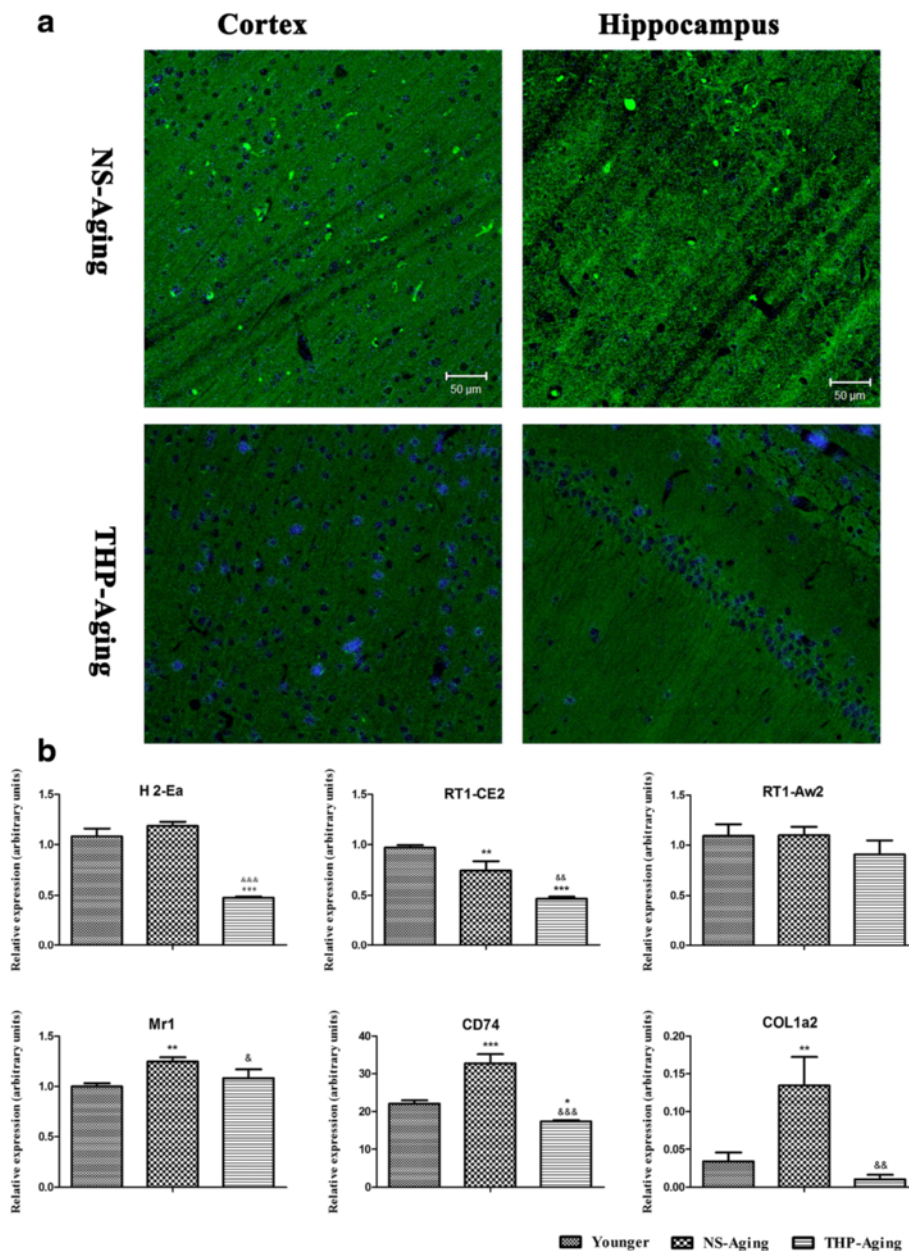 a
Cortex
Hippocampus
NS-Aging
50 µm
50 µm
THP-Aging
b
H 2-Ea
Relative expression (arbitrary units)
1.5
1.0
0.5
0.0
&&&
***
RT1-CE2
Relative expression (arbitrary units)
1.5
1.0
0.5
0.0
**
&&
***
RT1-Aw2
Relative expression (arbitrary units)
1.5
1.0
0.5
0.0
Mr1
Relative expression (arbitrary units)
1.5
1.0
0.5
0.0
**
&
CD74
Relative expression (arbitrary units)
40
30
20
10
0
***
*
&&&
COL1a2
Relative expression (arbitrary units)
0.20
0.15
0.10
0.05
0.00
**
&&
Younger NS-Aging THP-Aging